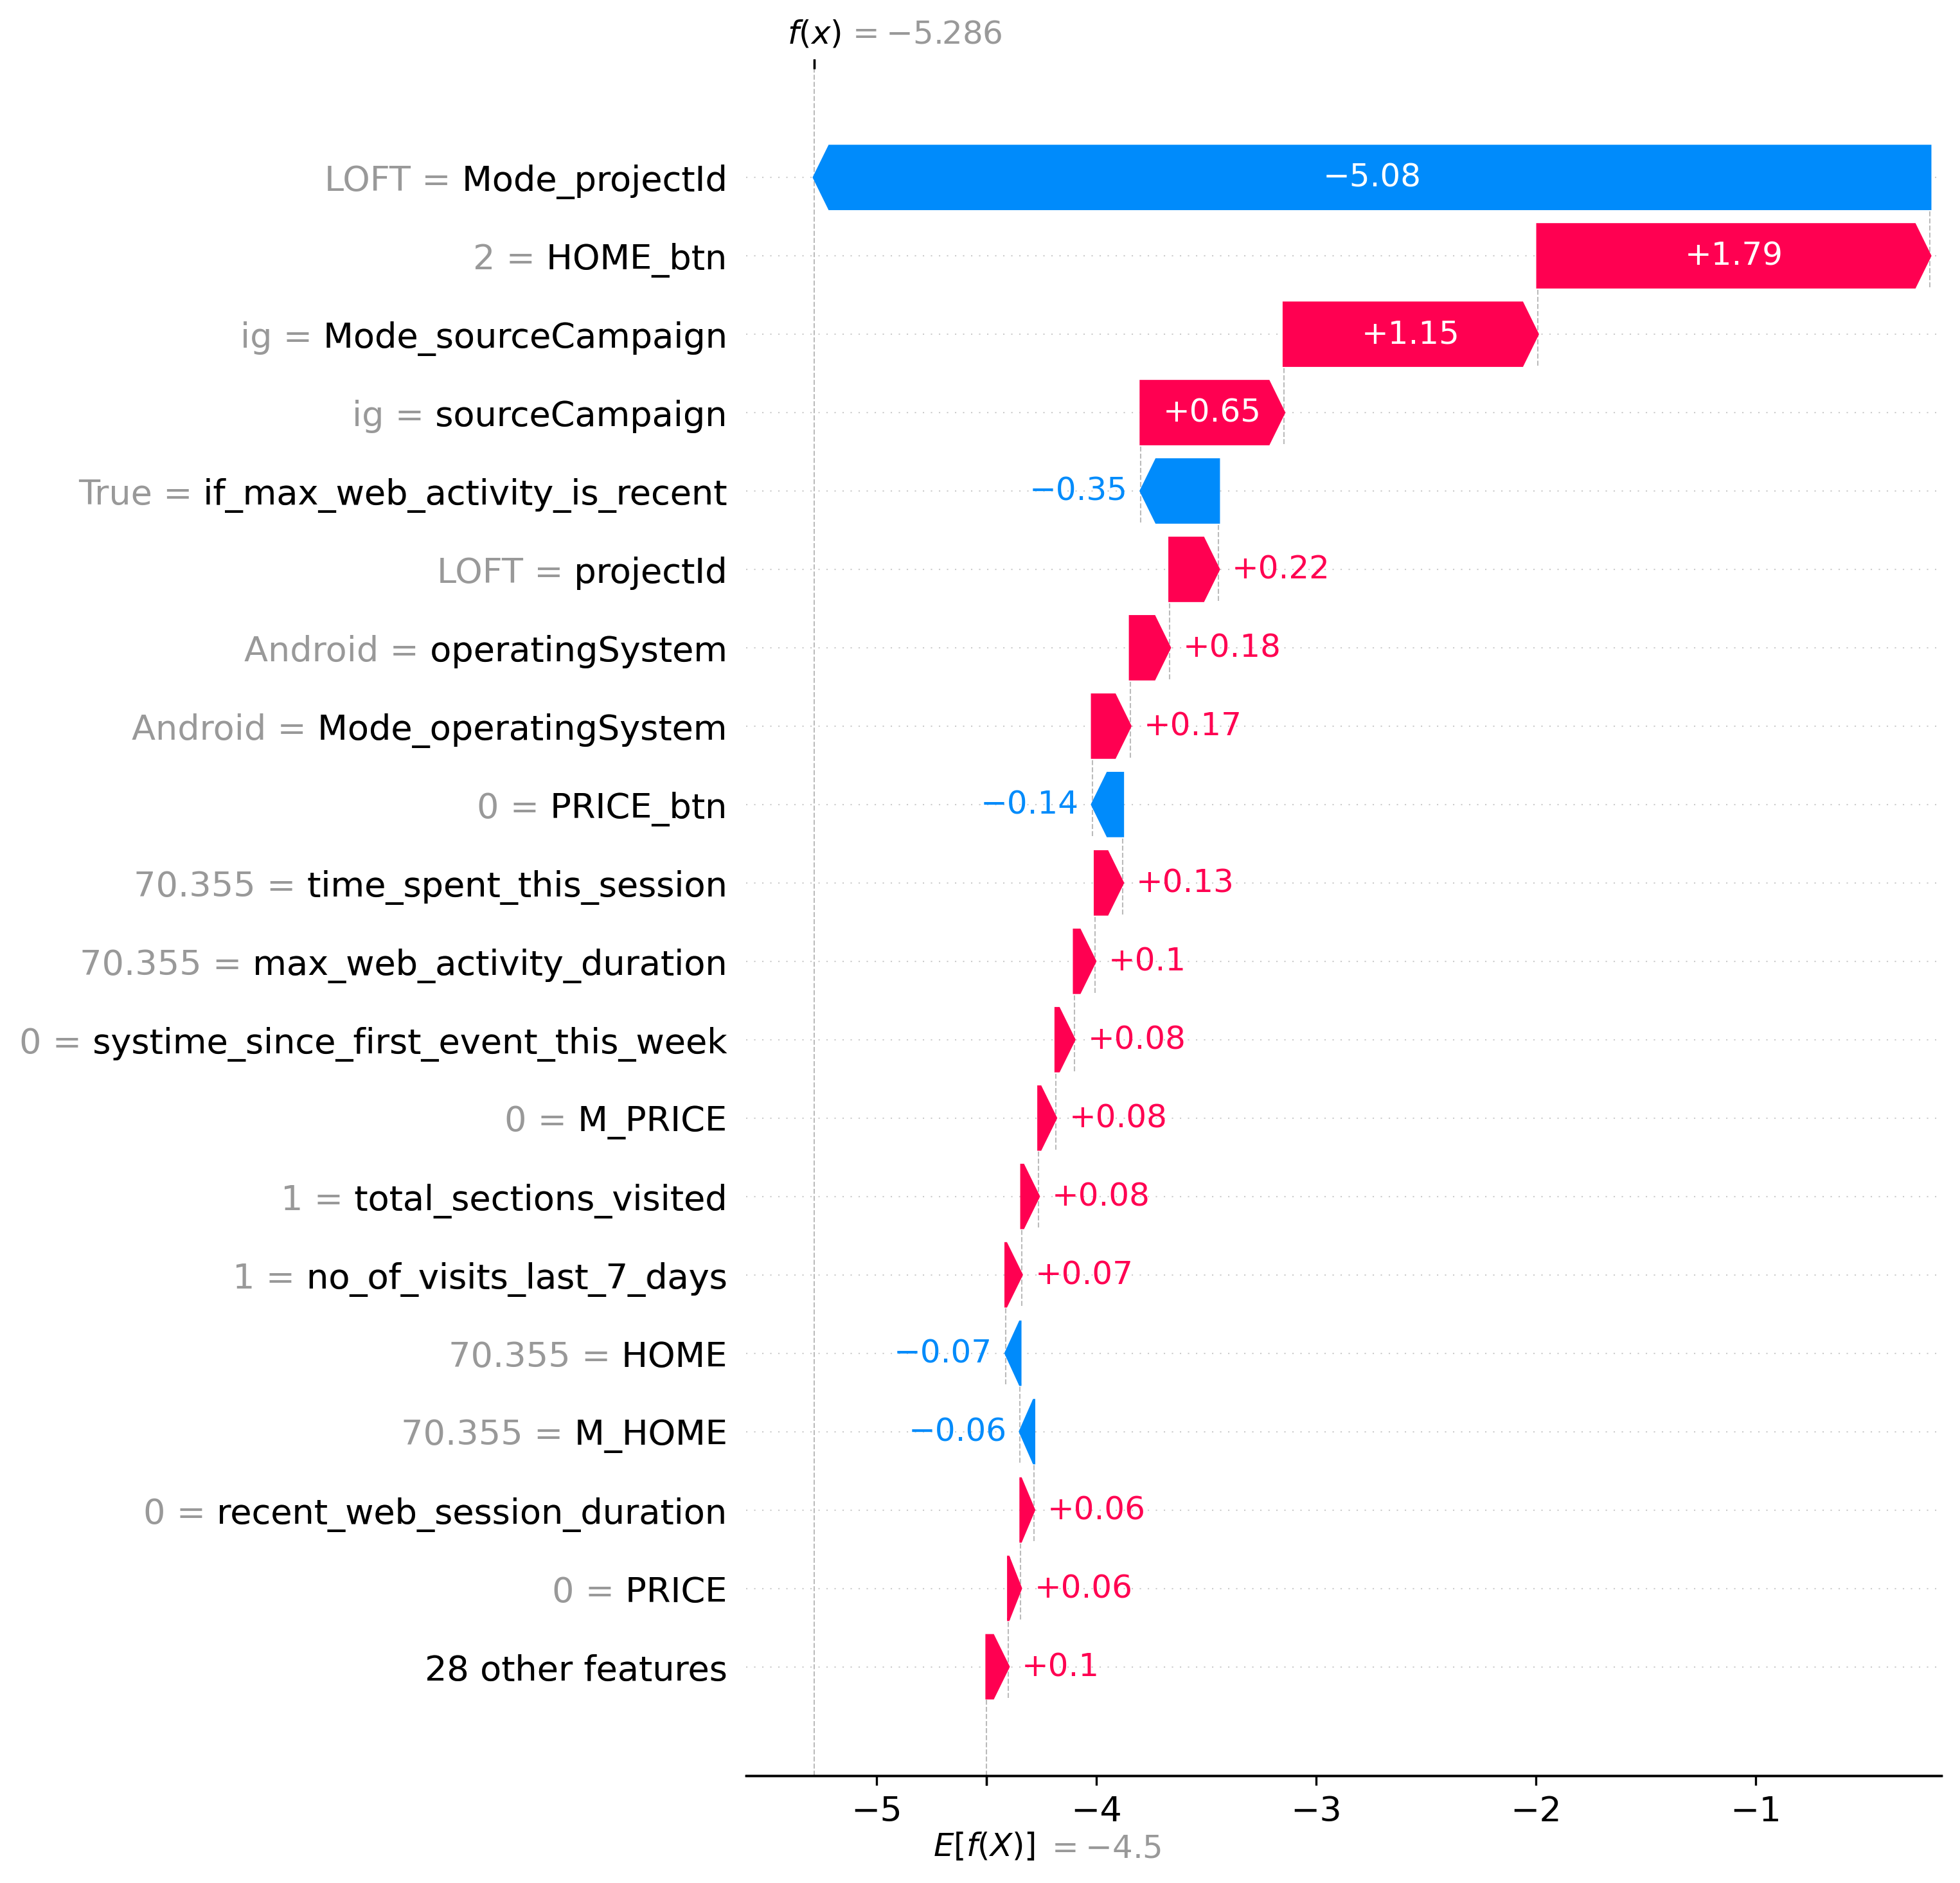 f(x) = −5.286
LOFT = Mode_projectId
−5.08
2 = HOME_btn
+1.79
ig = Mode_sourceCampaign
+1.15
ig = sourceCampaign
+0.65
True = if_max_web_activity_is_recent
−0.35
LOFT = projectId
+0.22
Android = operatingSystem
+0.18
Android = Mode_operatingSystem
+0.17
0 = PRICE_btn
−0.14
70.355 = time_spent_this_session
+0.13
70.355 = max_web_activity_duration
+0.1
0 = systime_since_first_event_this_week
+0.08
0 = M_PRICE
+0.08
1 = total_sections_visited
+0.08
1 = no_of_visits_last_7_days
+0.07
70.355 = HOME
−0.07
70.355 = M_HOME
−0.06
0 = recent_web_session_duration
+0.06
0 = PRICE
+0.06
28 other features
+0.1
−5 −4 −3 −2 −1
E[f(X)] = −4.5